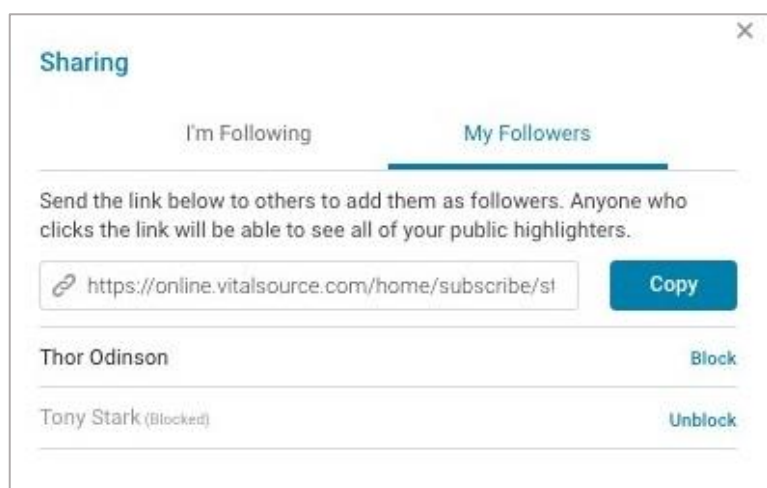 Sharing
I'm Following My Followers
Send the link below to others to add them as followers. Anyone who
clicks the link will be able to see all of your public highlighters.
https://online.vitalsource.com/home/subscribe/st Copy
Thor Odinson Block
Tony Stark (Blocked) Unblock